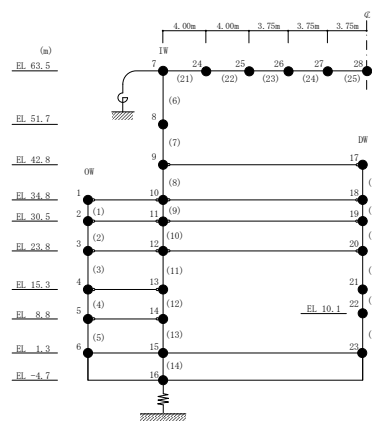 ℄
4.00m 4.00m 3.75m 3.75m 3.75m
(m) IW
EL 63.5 7 24 25 26 27 28
(21) (22) (23) (24) (25)
(6)
EL 51.7 8
(7)
DW
EL 42.8 9 17
OW (8)
EL 34.8 1 10 18
(1) (9)
EL 30.5 2 11 19
(2) (10)
EL 23.8 3 12 20
(3) (11)
EL 15.3 4 13 21
(4) (12) EL 10.1 22
EL 8.8 5 14
(5) (13)
EL 1.3 6 15 23
(14)
EL -4.7 16